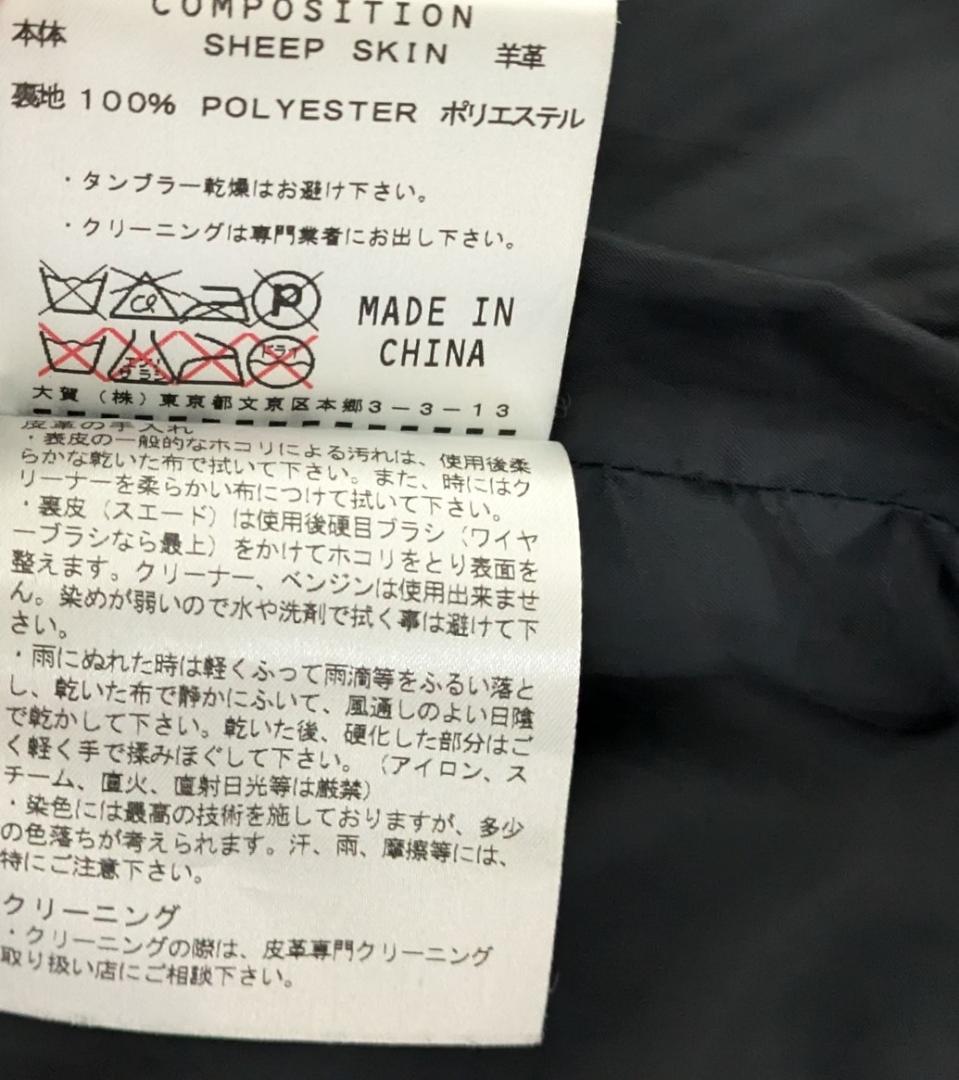 COMPOSITION
本体 SHEEP SKIN 羊革
裏地 100% POLYESTER ポリエステル
・タンブラー乾燥はお避け下さい。
・クリーニングは専門業者にお出し下さい。
Cl P
MADE IN
CHINA
エンソ
サラシ
ドライ
大賀(株)東京都文京区本郷3-3-13
皮革の手入れ
・表皮の一般的なホコリによる汚れは、使用後柔
らかな乾いた布で拭いて下さい。また、時にはク
リーナーを柔らかい布につけて拭いて下さい。
・裏皮(スエード)は使用後硬目ブラシ(ワイヤ
ーブラシなら最上)をかけてホコリをとり表面を
整えます。クリーナー、ベンジンは使用出来ませ
ん。染めが弱いので水や洗剤で拭く事は避けて下
さい。
・雨にぬれた時は軽くふって雨滴等をふるい落と
し、乾いた布で静かにふいて、風通しのよい日陰
で乾かして下さい。乾いた後、硬化した部分はご
く軽く手で揉みほぐして下さい。(アイロン、ス
チーム、直火、直射日光等は厳禁)
・染色には最高の技術を施しておりますが、多少
の色落ちが考えられます。汗、雨、摩擦等には、
特にご注意下さい。
クリーニング
・クリーニングの際は、皮革専門クリーニング
取り扱い店にご相談下さい。